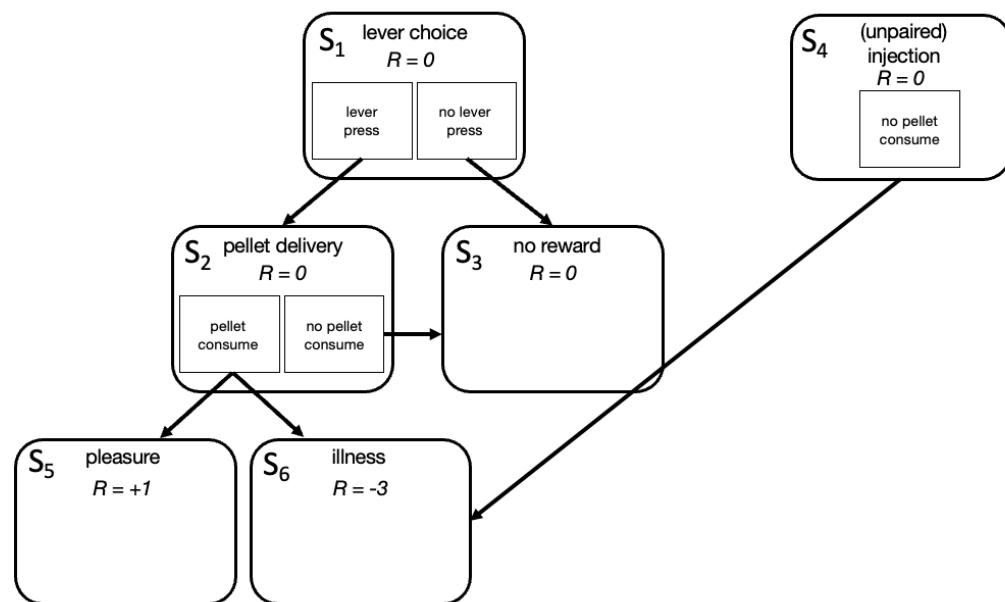 S1 lever choice
R = 0
lever
press
no lever
press
S4 (unpaired)
injection
R = 0
no pellet
consume
S2 pellet delivery
R = 0
pellet
consume
no pellet
consume
S3 no reward
R = 0
S5 pleasure
R = +1
S6 illness
R = -3